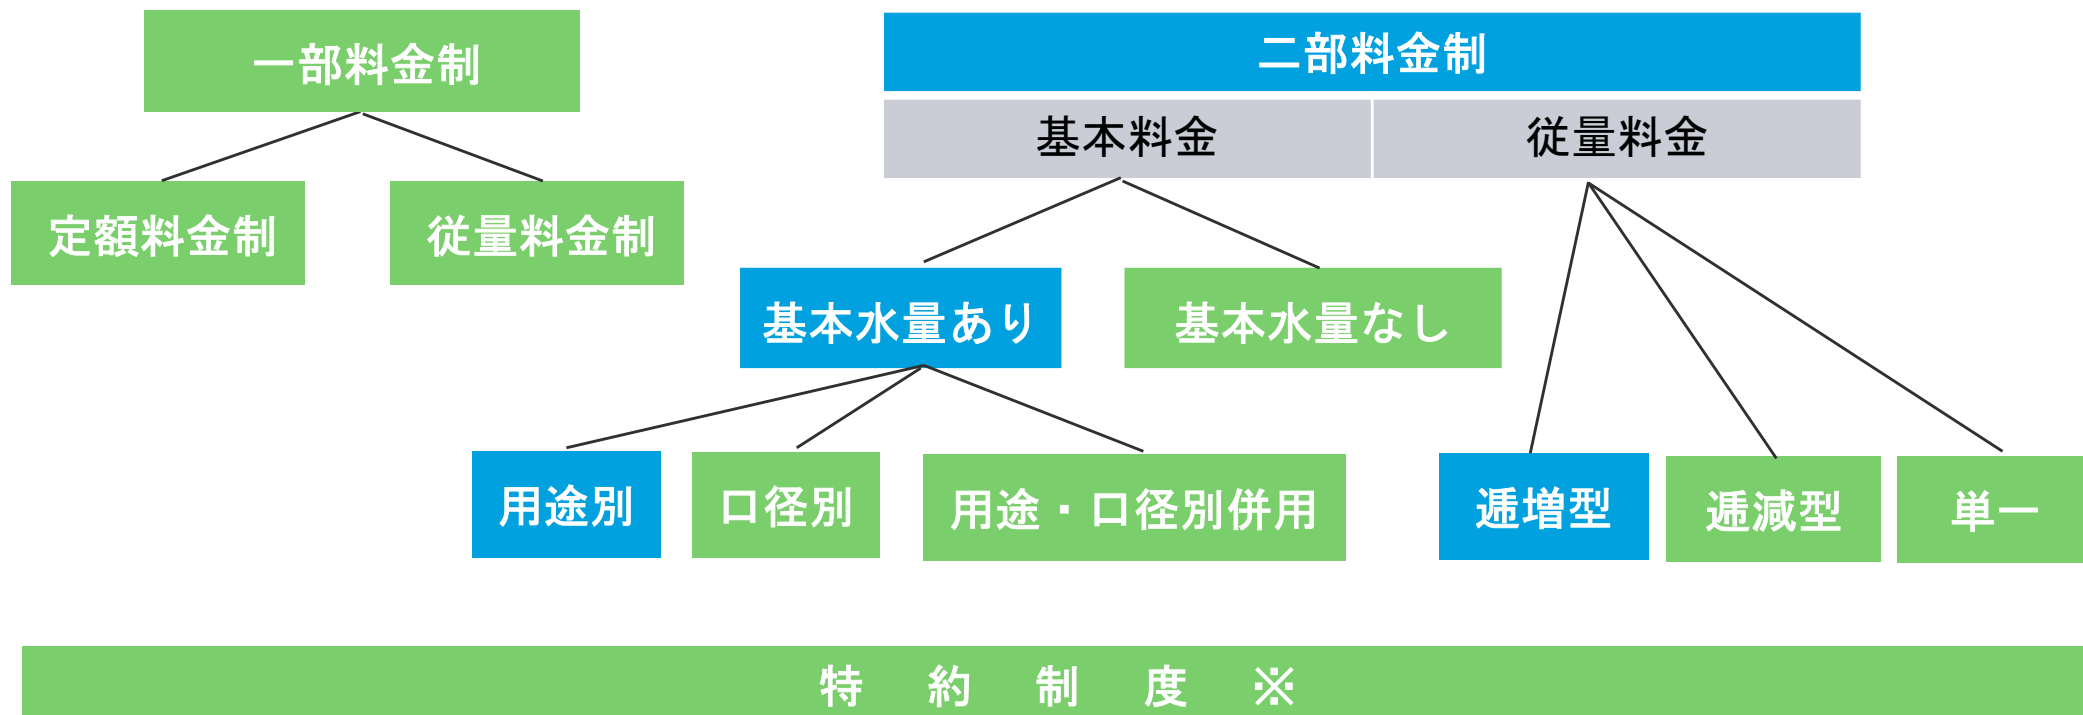 一部料金制
二部料金制
基本料金
従量料金
定額料金制
従量料金制
基本水量あり
基本水量なし
用途別
口径別
用途・口径別併用
逓増型
逓減型
単一
特約制度※